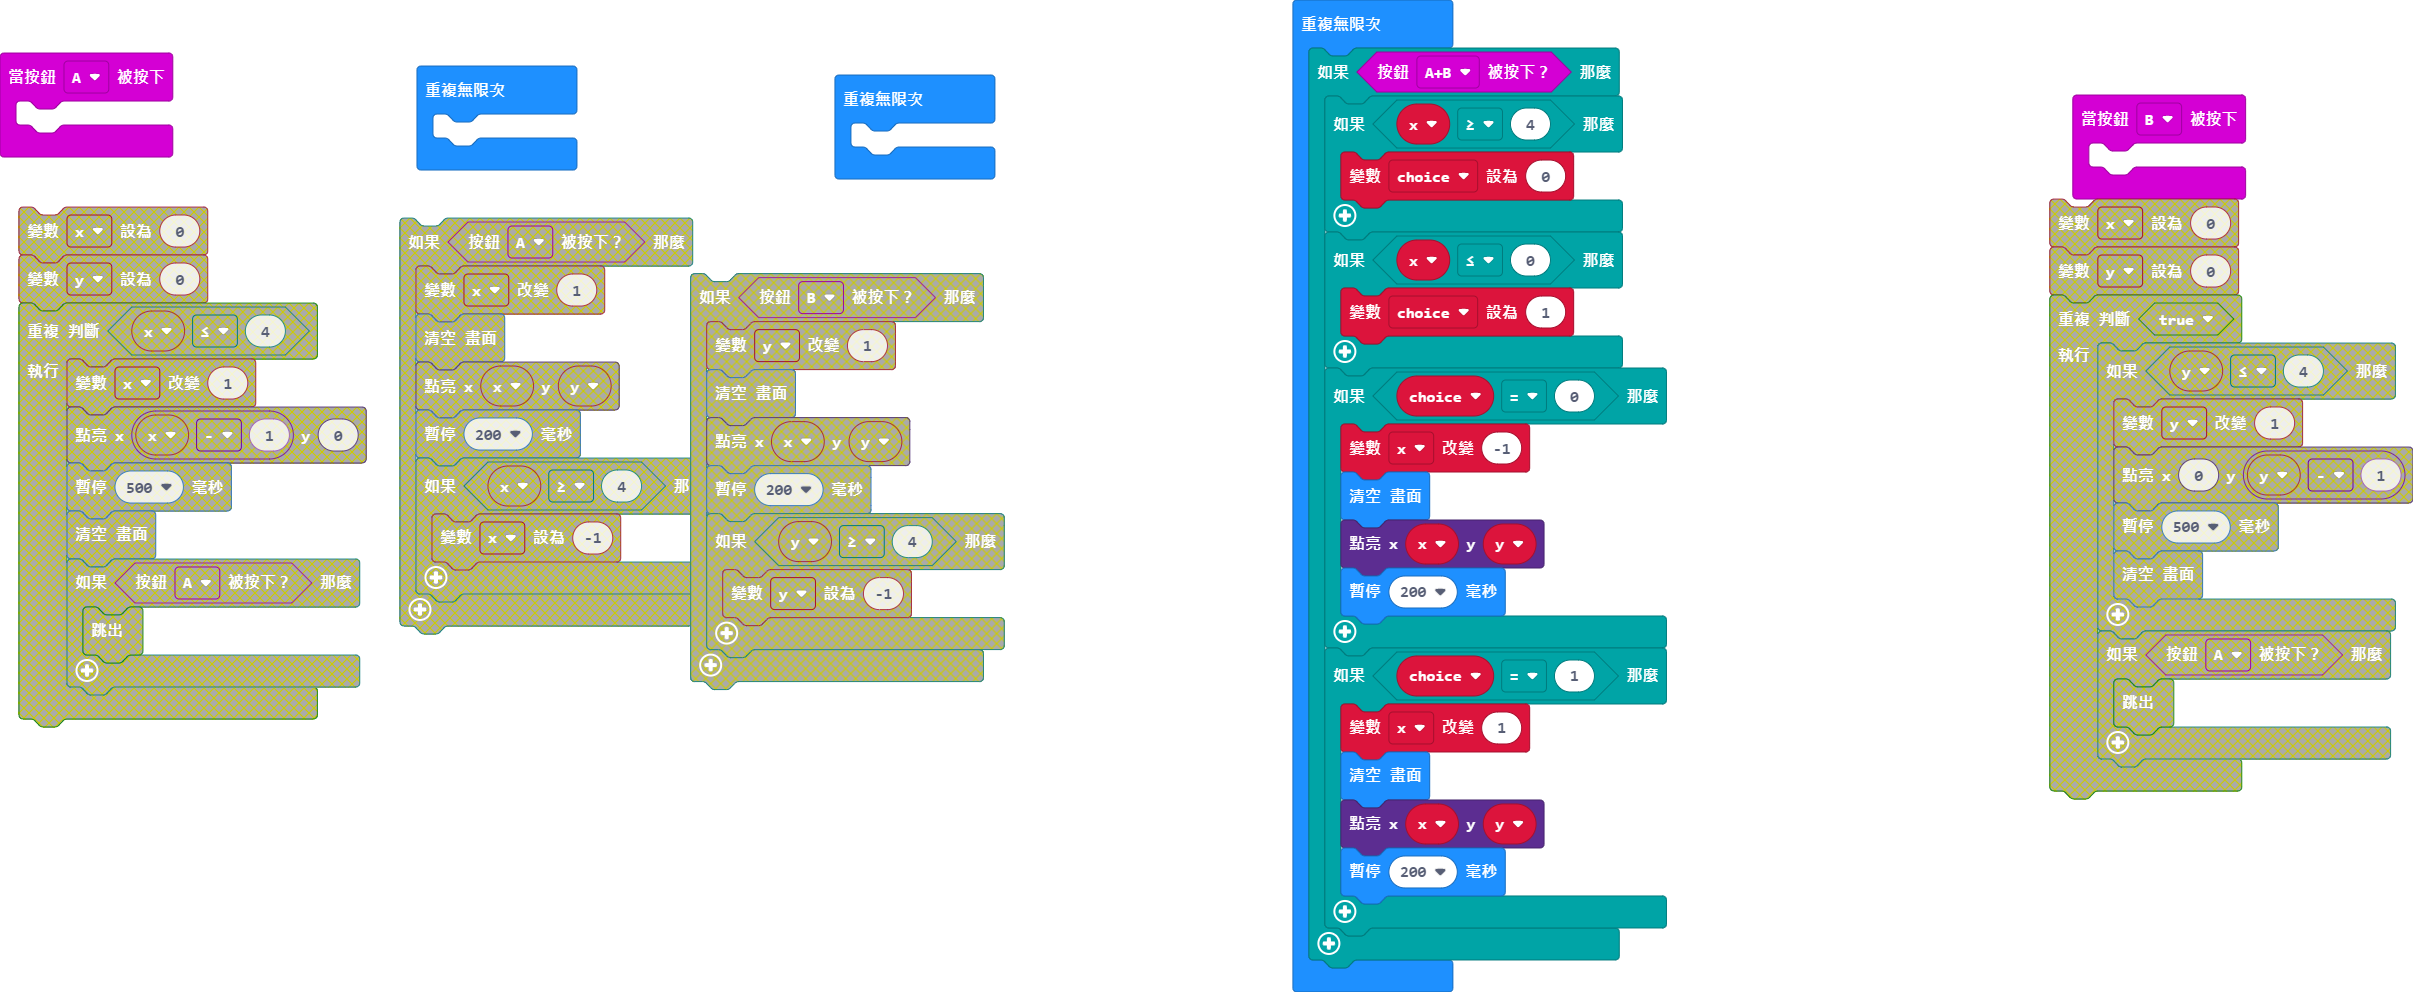 當按鈕 A 被按下
變數 x 設為 0
變數 y 設為 0
重複 判斷 x ≤ 4
執行
變數 x 改變 1
點亮 x x - 1 y 0
暫停 500 毫秒
清空 畫面
如果 按鈕 A 被按下？ 那麼
跳出
重複無限次
如果 按鈕 A 被按下？ 那麼
變數 x 改變 1
清空 畫面
點亮 x x y y
暫停 200 毫秒
如果 x ≥ 4 那
變數 x 設為 -1
重複無限次
如果 按鈕 B 被按下？ 那麼
變數 y 改變 1
清空 畫面
點亮 x x y y
暫停 200 毫秒
如果 y ≥ 4 那麼
變數 y 設為 -1
重複無限次
如果 按鈕 A+B 被按下？ 那麼
如果 x ≥ 4 那麼
變數 choice 設為 0
如果 x ≤ 0 那麼
變數 choice 設為 1
如果 choice = 0 那麼
變數 x 改變 -1
清空 畫面
點亮 x x y y
暫停 200 毫秒
如果 choice = 1 那麼
變數 x 改變 1
清空 畫面
點亮 x x y y
暫停 200 毫秒
當按鈕 B 被按下
變數 x 設為 0
變數 y 設為 0
重複 判斷 true
執行
如果 y ≤ 4 那麼
變數 y 改變 1
點亮 x 0 y y - 1
暫停 500 毫秒
清空 畫面
如果 按鈕 A 被按下？ 那麼
跳出